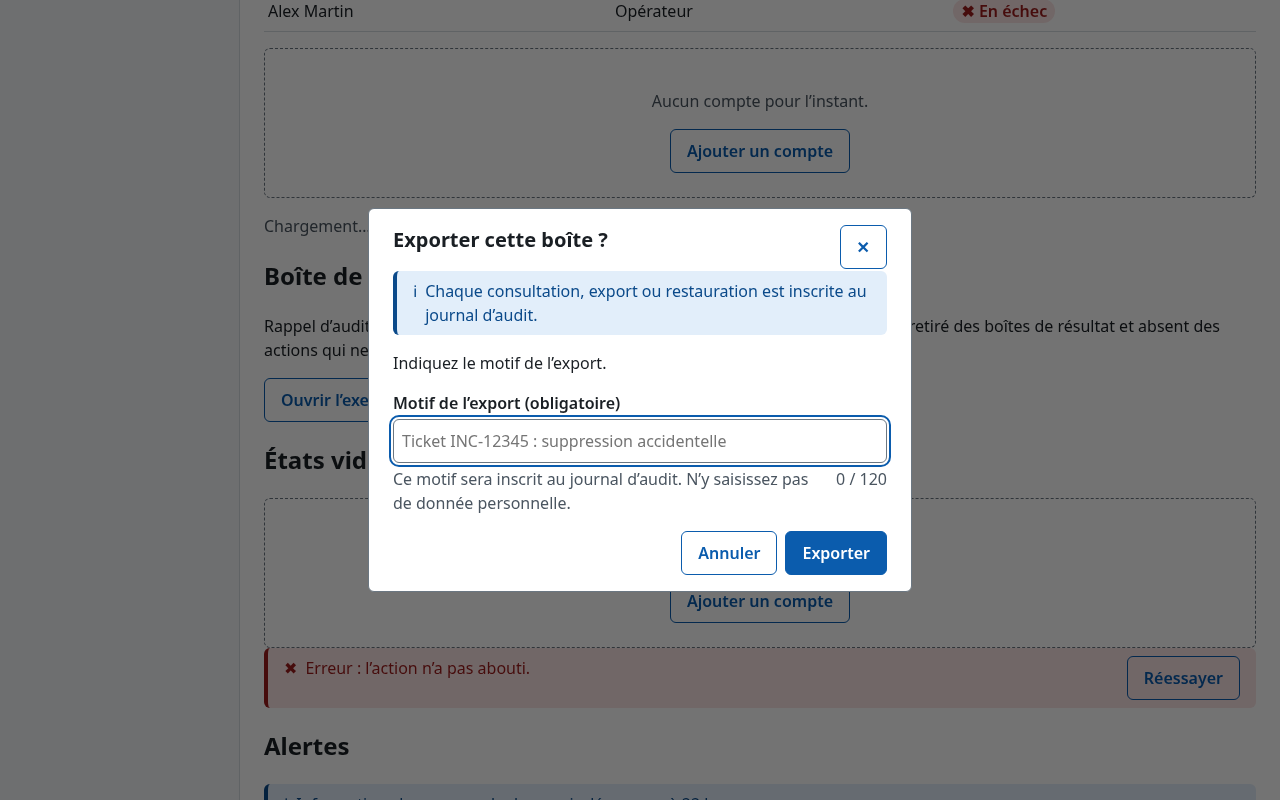 Alex Martin Opérateur ✖ En échec
Aucun compte pour l’instant.
Ajouter un compte
Chargement…
Exporter cette boîte ?
×
i Chaque consultation, export ou restauration est inscrite au
journal d’audit.
Indiquez le motif de l’export.
Motif de l’export (obligatoire)
Ticket INC-12345 : suppression accidentelle
Ce motif sera inscrit au journal d’audit. N’y saisissez pas
de donnée personnelle.
0 / 120
Annuler
Exporter
Boîte de
Rappel d’audit retiré des boîtes de résultat et absent des
actions qui ne
Ouvrir l’exe
États vid
Ajouter un compte
✖ Erreur : l’action n’a pas abouti.
Réessayer
Alertes